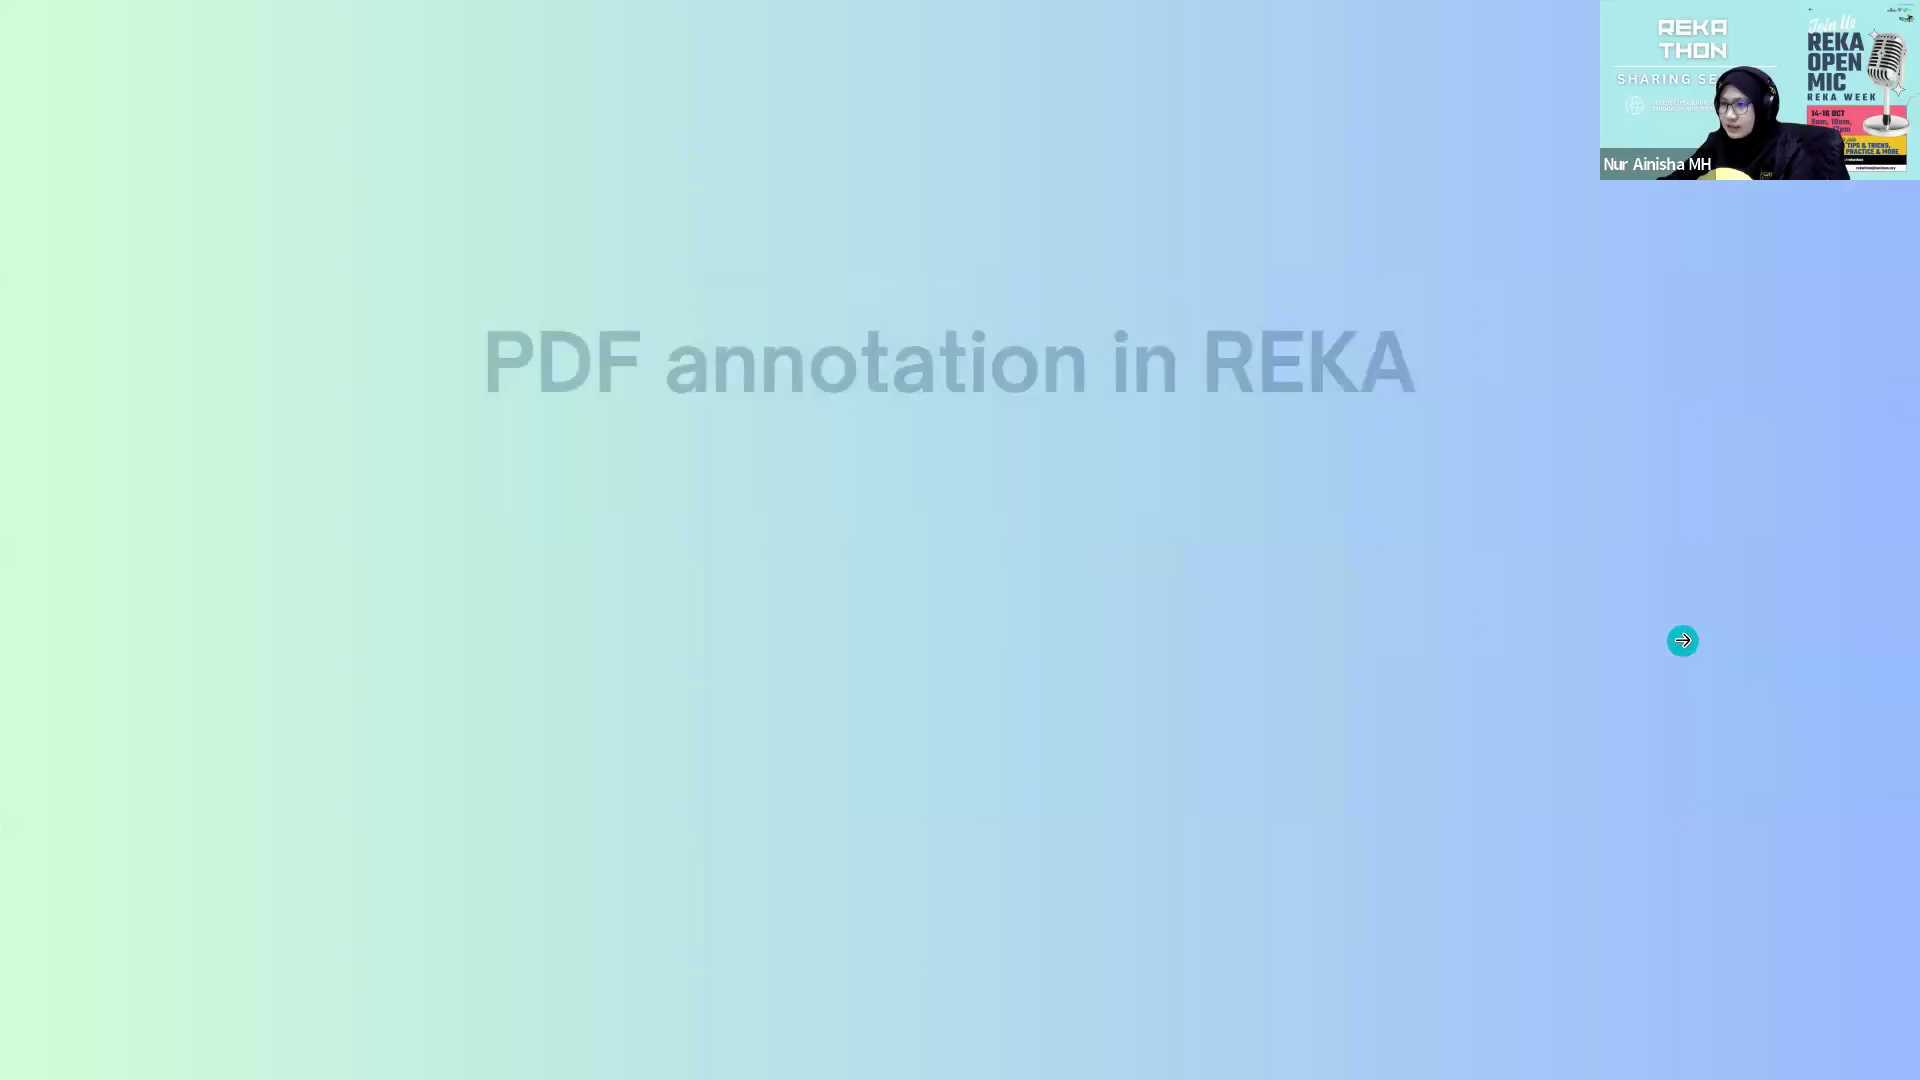 PDF annotation in REKA
REKA
THON
SHARING SE
Nur Ainisha MH
Join Us
REKA
OPEN
MIC
REKA WEEK
14-16 OCT
TIPS & TRICKS,
PRACTICE & MORE